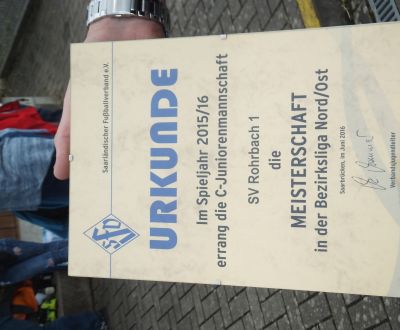 Saarländischer Fußballverband e.V.
SFV
URKUNDE
Im Spieljahr 2015/16
errang die C-Juniorenmannschaft
SV Rohrbach 1
die
MEISTERSCHAFT
in der Bezirksliga Nord/Ost
Saarbrücken, im Juni 2016
Verbandsjugendleiter